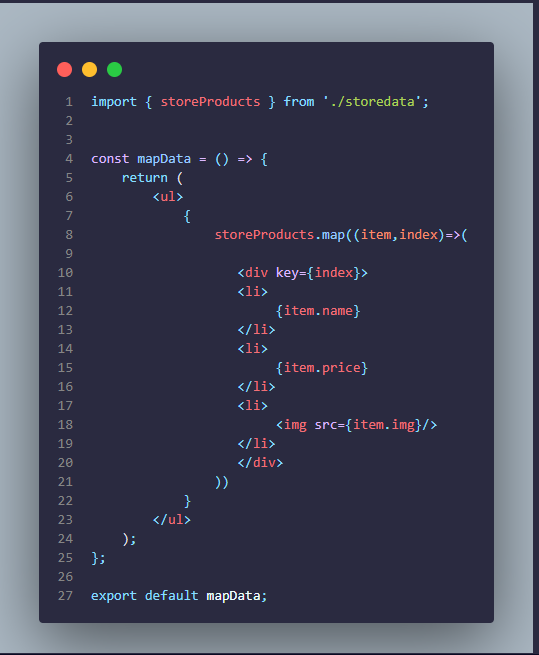 1 import { storeProducts } from './storedata';
2
3
4 const mapData = () => {
5 return (
6 <ul>
7 {
8 storeProducts.map((item,index)=>(
9
10 <div key={index}>
11 <li>
12 {item.name}
13 </li>
14 <li>
15 {item.price}
16 </li>
17 <li>
18 <img src={item.img}/>
19 </li>
20 </div>
21 ))
22 }
23 </ul>
24 );
25 };
26
27 export default mapData;